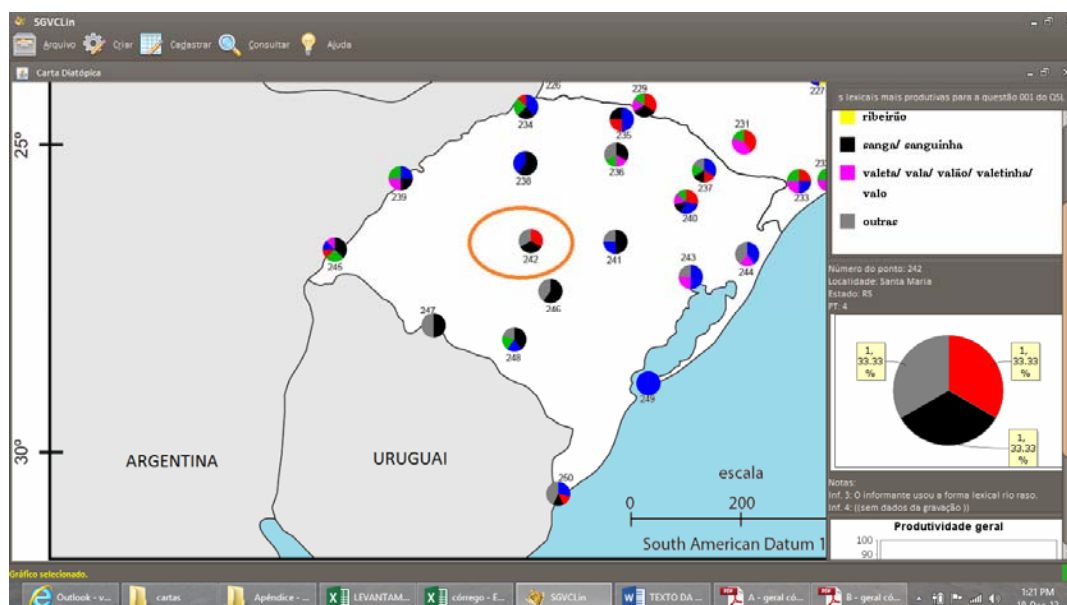 SGVCLin
Arquivo Criar Cadastrar Consultar Ajuda
Carta Diatópica
25º
30º
226
234
229
235
231
227
238
236
237
233
239
240
242
241
243
244
245
246
247
248
249
250
ARGENTINA
URUGUAI
escala
0 200
South American Datum 1
s lexicais mais produtivas para a questão 001 do QSL
ribeirão
sanga/ sanguinha
valeta/ vala/ valão/ valetinha/
valo
outras
Número do ponto: 242
Localidade: Santa Maria
Estado: RS
PT: 4
1,
33.33
%
1,
33.33
%
1,
33.33
%
Notas:
Inf. 3: O informante usou a forma lexical rio raso.
Inf. 4: ((sem dados da gravação ))
Produtividade geral
100
90
Gráfico selecionado.
Outlook - v... cartas Apêndice - ... LEVANTAM... córrego - E... SGVCLin TEXTO DA ... A - geral có... B - geral có...
1:21 PM